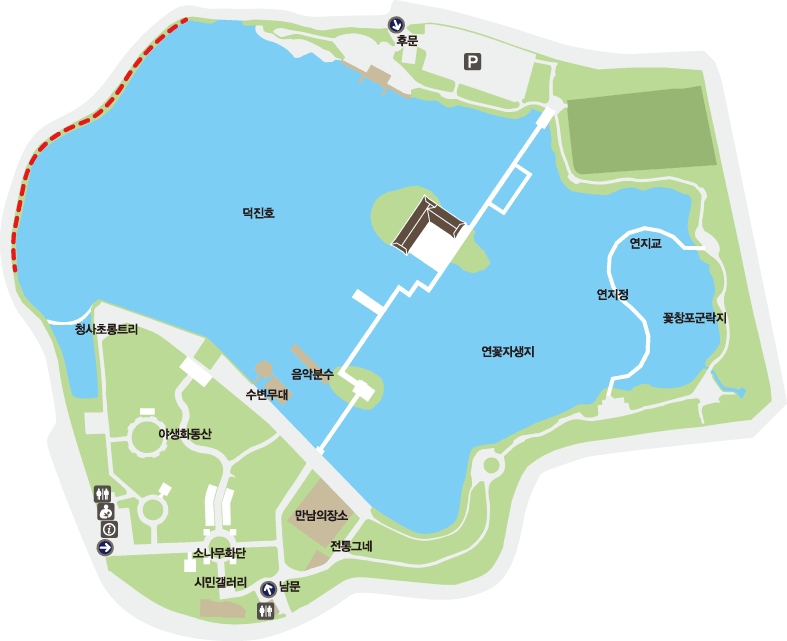 후문
P
덕진호
연지교
연지정
꽃창포군락지
청사초롱트리
연꽃자생지
음악분수
수변무대
야생화동산
만남의장소
전통그네
소나무화단
시민갤러리
남문